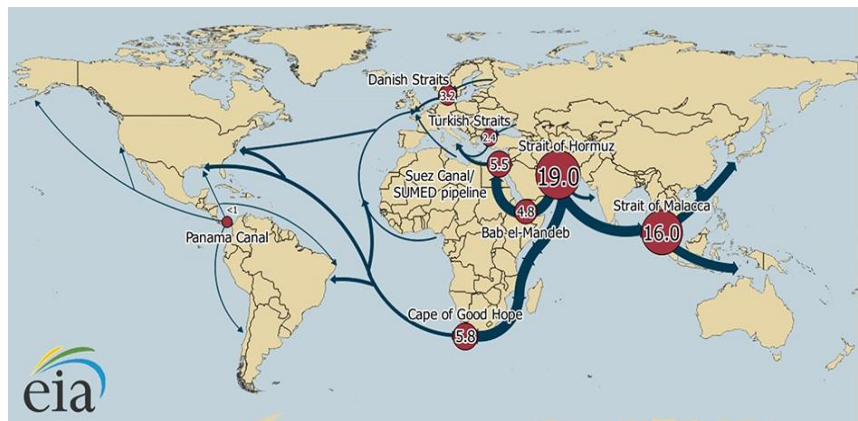 Danish Straits
3.2
Turkish Straits
2.4
Strait of Hormuz
5.5
19.0
Suez Canal/
SUMED pipeline
4.8
Bab el-Mandeb
Strait of Malacca
16.0
<1
Panama Canal
Cape of Good Hope
5.8
eia